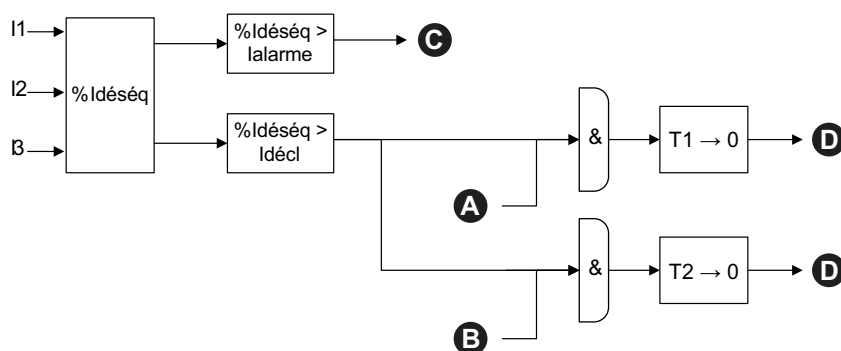 I1
I2
I3
%Idéséq
%Idéséq >
Ialarme
C
%Idéséq >
Idécl
A
&
T1 → 0
D
B
&
T2 → 0
D